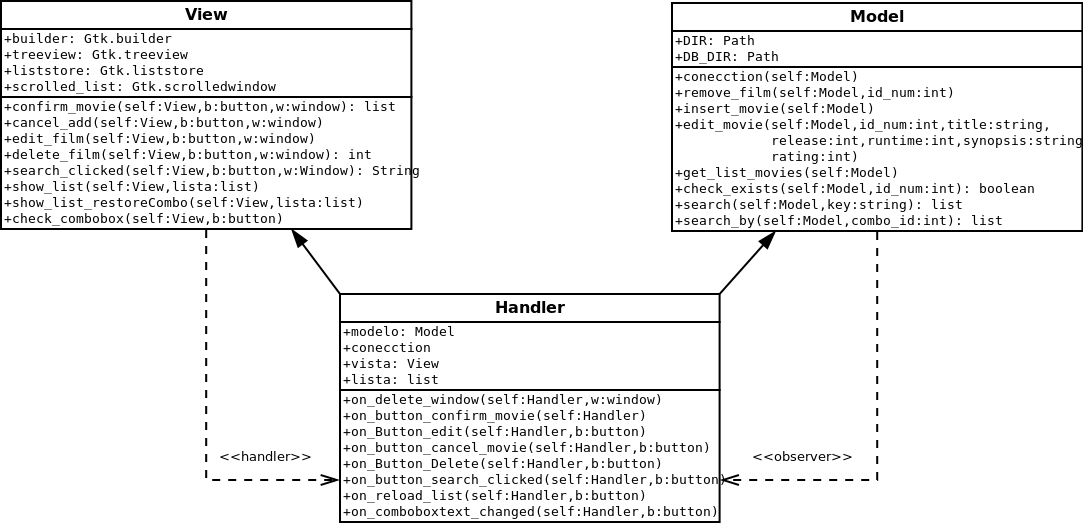 View
+builder: Gtk.builder
+treeview: Gtk.treeview
+liststore: Gtk.liststore
+scrolled_list: Gtk.scrolledwindow
+confirm_movie(self:View,b:button,w:window): list
+cancel_add(self:View,b:button,w:window)
+edit_film(self:View,b:button,w:window)
+delete_film(self:View,b:button,w:window): int
+search_clicked(self:View,b:button,w:Window): String
+show_list(self:View,lista:list)
+show_list_restoreCombo(self:View,lista:list)
+check_combobox(self:View,b:button)
Model
+DIR: Path
+DB_DIR: Path
+conecction(self:Model)
+remove_film(self:Model,id_num:int)
+insert_movie(self:Model)
+edit_movie(self:Model,id_num:int,title:string,
release:int,runtime:int,synopsis:string
rating:int)
+get_list_movies(self:Model)
+check_exists(self:Model,id_num:int): boolean
+search(self:Model,key:string): list
+search_by(self:Model,combo_id:int): list
Handler
+modelo: Model
+conecction
+vista: View
+lista: list
+on_delete_window(self:Handler,w:window)
+on_button_confirm_movie(self:Handler)
+on_Button_edit(self:Handler,b:button)
+on_button_cancel_movie(self:Handler,b:button)
+on_Button_Delete(self:Handler,b:button)
+on_button_search_clicked(self:Handler,b:button)
+on_reload_list(self:Handler,b:button)
+on_comboboxtext_changed(self:Handler,b:button)
<<handler>>
<<observer>>